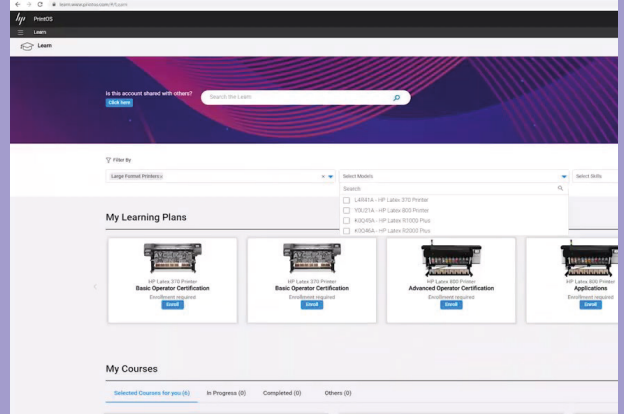 hp PrintOS
Learn
Learn
Is this account shared with others?
Click here
Search the Learn
Filter By
Large Format Printers ×
Select Models
Select Skills
Search
L4R41A - HP Latex 370 Printer
Y0U21A - HP Latex 800 Printer
K0Q45A - HP Latex R1000 Plus
K0Q46A - HP Latex R2000 Plus
My Learning Plans
HP Latex 370 Printer
Basic Operator Certification
Enrollment required
Enroll
HP Latex 370 Printer
Basic Operator Certification
Enrollment required
Enroll
HP Latex 800 Printer
Advanced Operator Certification
Enrollment required
Enroll
HP Latex 800 Printer
Applications
Enrollment required
Enroll
My Courses
Selected Courses for you (6)
In Progress (0)
Completed (0)
Others (0)